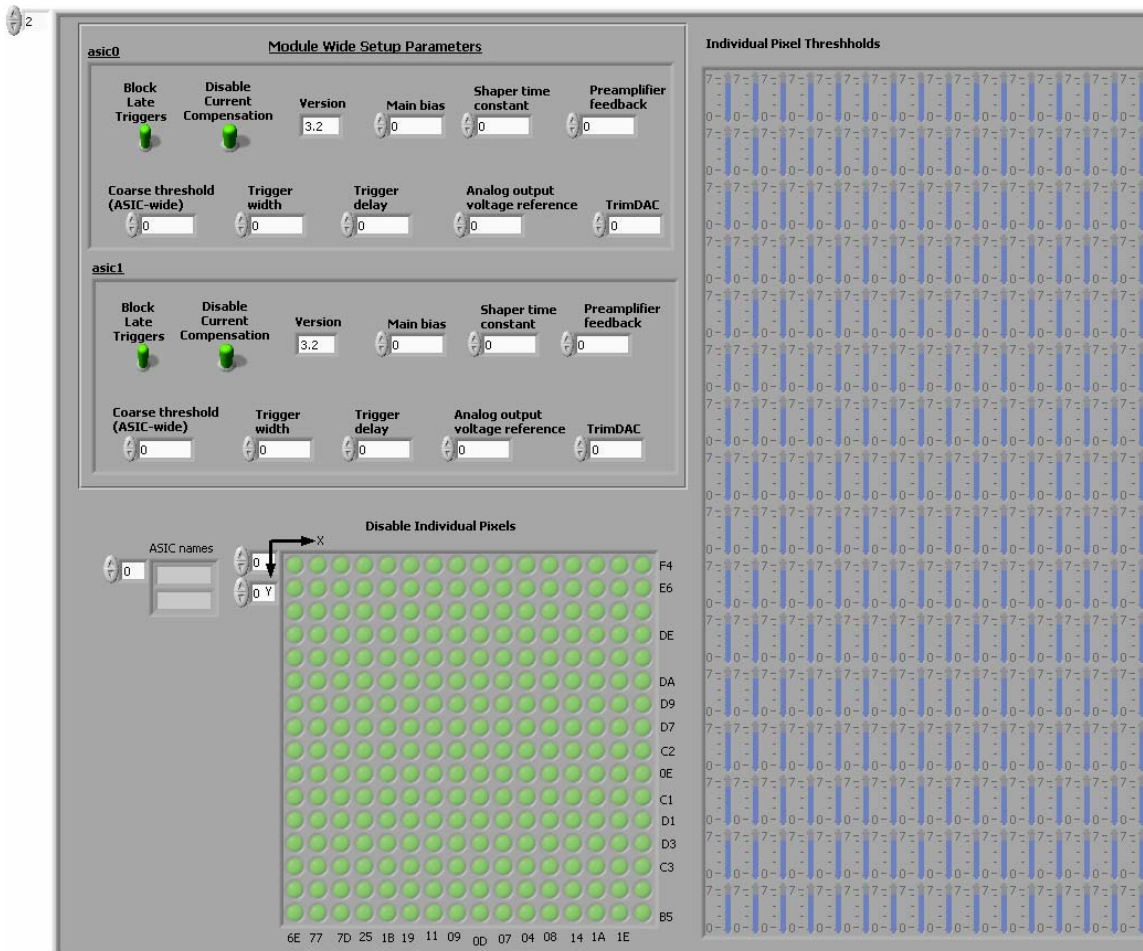 2
Module Wide Setup Parameters
Individual Pixel Threshholds
asic0
Block Late Triggers
Disable Current Compensation
Version
3.2
Main bias
0
Shaper time constant
0
Preamplifier feedback
0
Coarse threshold (ASIC-wide)
0
Trigger width
0
Trigger delay
0
Analog output voltage reference
0
TrimDAC
0
asic1
Block Late Triggers
Disable Current Compensation
Version
3.2
Main bias
0
Shaper time constant
0
Preamplifier feedback
0
Coarse threshold (ASIC-wide)
0
Trigger width
0
Trigger delay
0
Analog output voltage reference
0
TrimDAC
0
Disable Individual Pixels
ASIC names
0
0
X
0 Y
F4
E6
DE
DA
D9
D7
C2
0E
C1
D1
D3
C3
B5
6E 77 7D 25 1B 19 11 09 0D 07 04 08 14 1A 1E